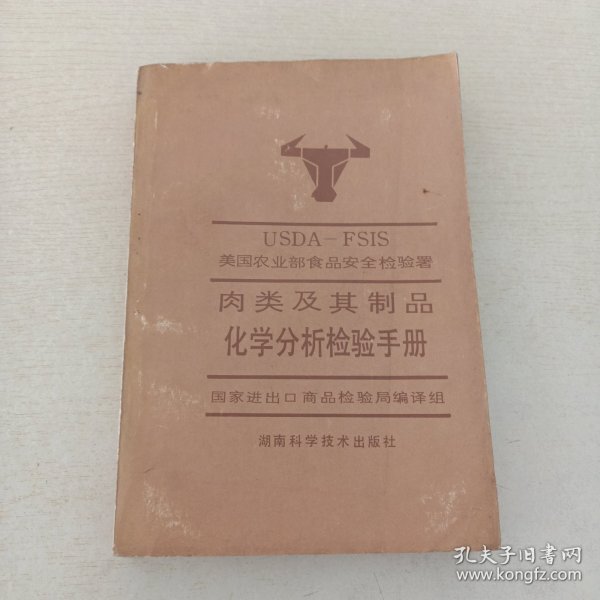 USDA-FSIS
美国农业部食品安全检验署
肉类及其制品
化学分析检验手册
国家进出口商品检验局编译组
湖南科学技术出版社
孔夫子旧书网
www.kongfz.com